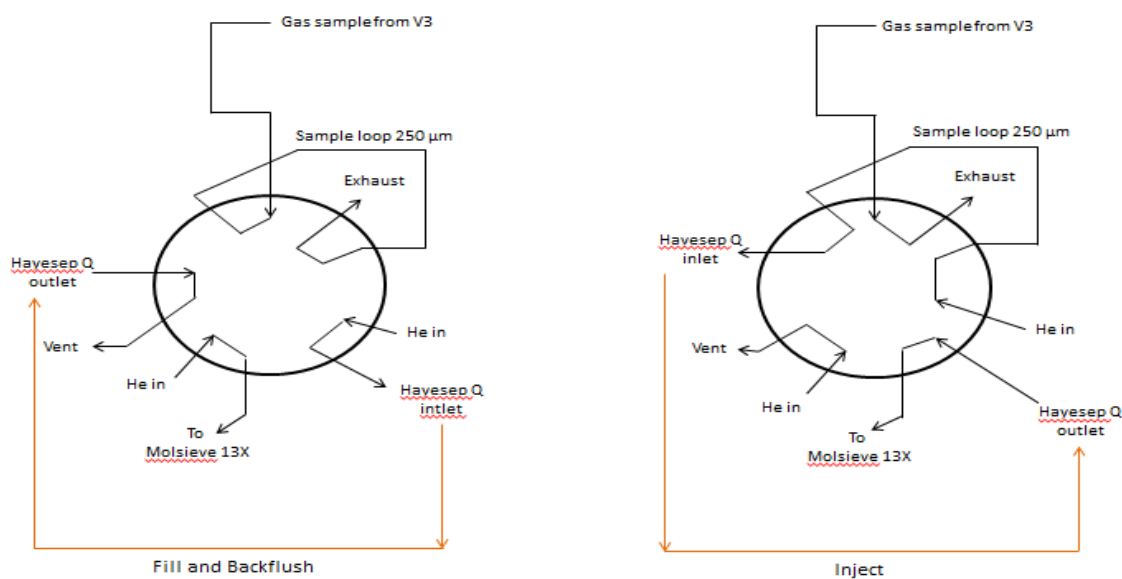 Gas sample from V3
Sample loop 250 µm
Exhaust
Hayesep Q
outlet
Vent
He in
He in
Hayesep Q
intlet
To
Molsieve 13X
Fill and Backflush
Gas sample from V3
Sample loop 250 µm
Exhaust
Hayesep Q
inlet
He in
Vent
He in
Hayesep Q
outlet
To
Molsieve 13X
Inject